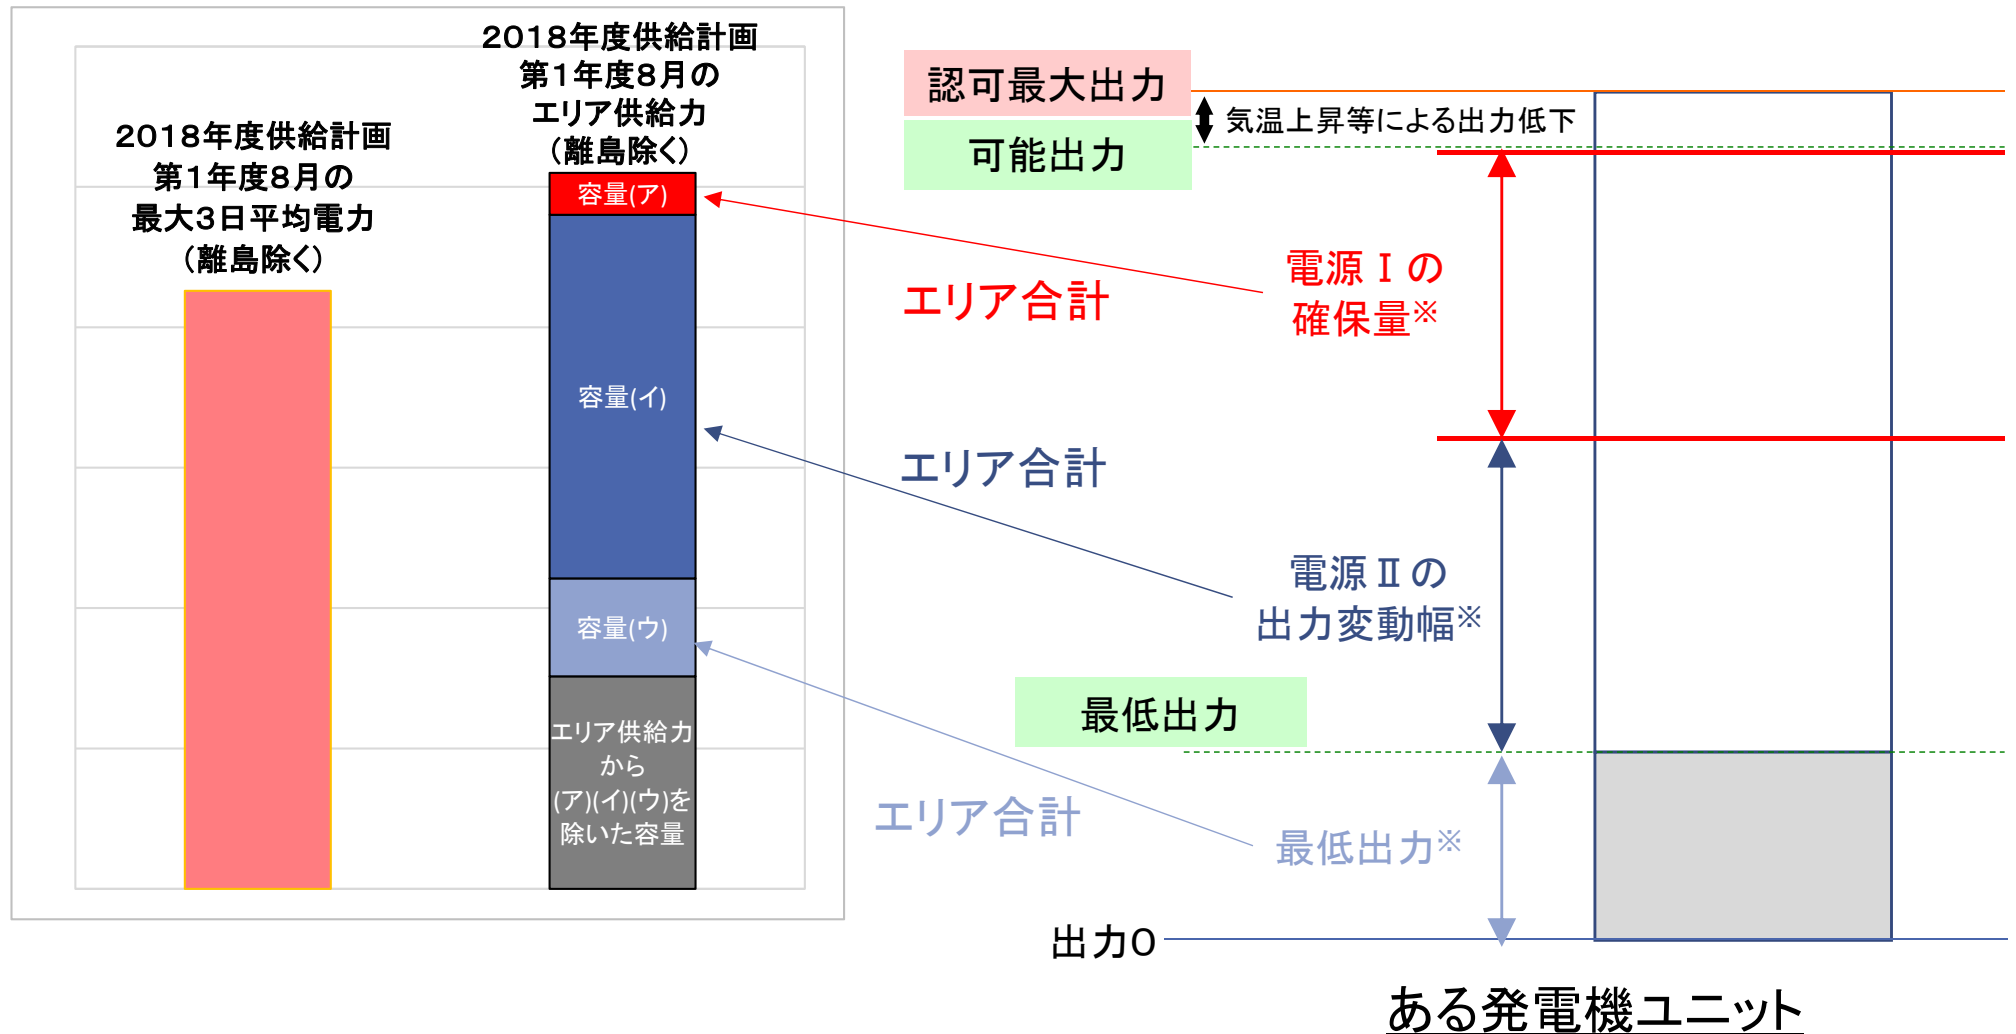 2018年度供給計画
第1年度8月の
最大3日平均電力
(離島除く)
2018年度供給計画
第1年度8月の
エリア供給力
(離島除く)
容量(ア)
容量(イ)
容量(ウ)
エリア供給力
から
(ア)(イ)(ウ)を
除いた容量
認可最大出力
可能出力
気温上昇等による出力低下
エリア合計
電源Ⅰの
確保量※
エリア合計
電源Ⅱの
出力変動幅※
最低出力
エリア合計
最低出力※
出力0
ある発電機ユニット